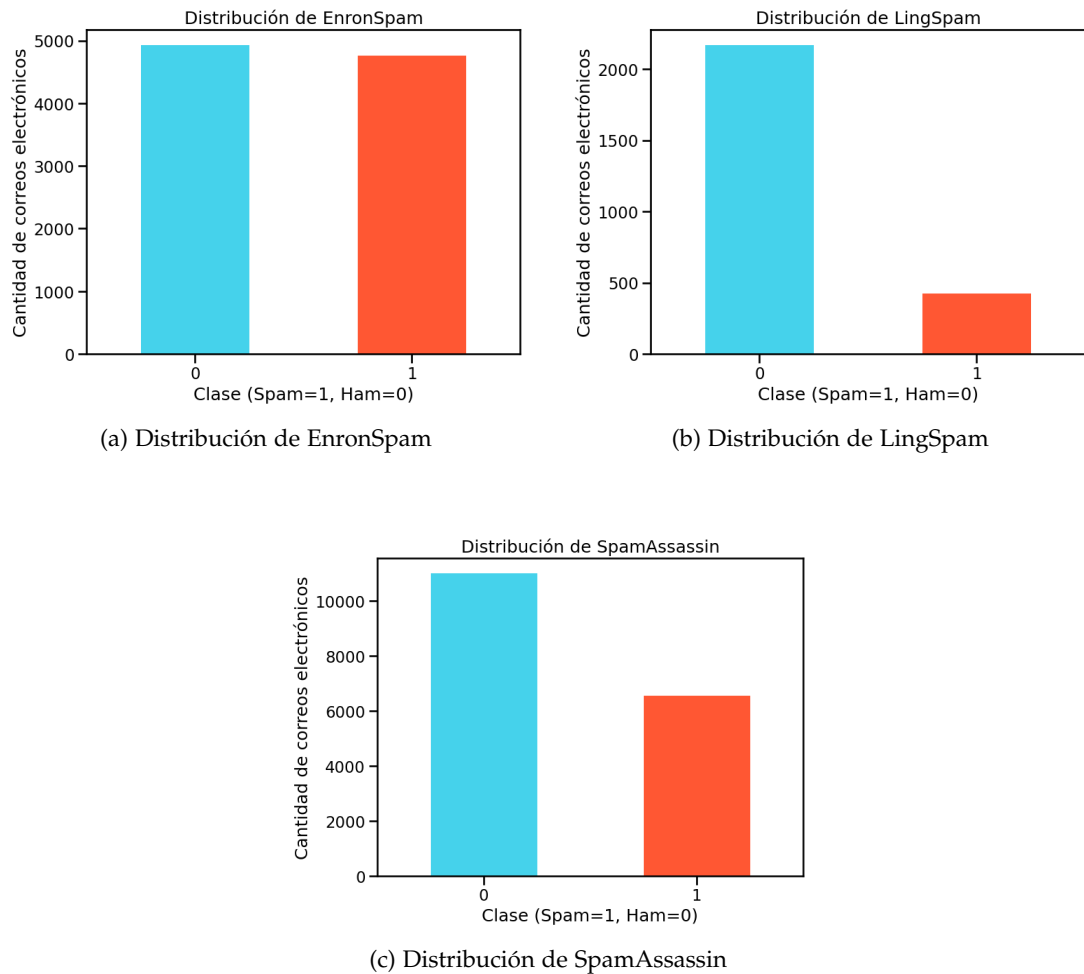 Distribución de EnronSpam
Cantidad de correos electrónicos
5000
4000
3000
2000
1000
0
0 1
Clase (Spam=1, Ham=0)
(a) Distribución de EnronSpam
Distribución de LingSpam
Cantidad de correos electrónicos
2000
1500
1000
500
0
0 1
Clase (Spam=1, Ham=0)
(b) Distribución de LingSpam
Distribución de SpamAssassin
Cantidad de correos electrónicos
10000
8000
6000
4000
2000
0
0 1
Clase (Spam=1, Ham=0)
(c) Distribución de SpamAssassin